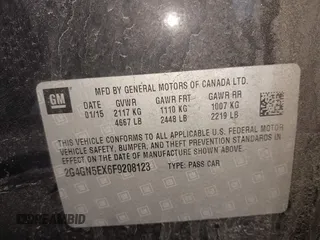 GM
MFD BY GENERAL MOTORS OF CANADA LTD.
DATE GVWR GAWR FRT GAWR RR
01/15 2117 KG 1110 KG 1007 KG
4667 LB 2448 LB 2219 LB
THIS VEHICLE CONFORMS TO ALL APPLICABLE U.S. FEDERAL MOTOR
VEHICLE SAFETY, BUMPER, AND THEFT PREVENTION STANDARDS
IN EFFECT ON THE DATE OF MANUFACTURE SHOWN ABOVE.
2G4GN5EX6F9208123 TYPE: PASS CAR
DREAMBID